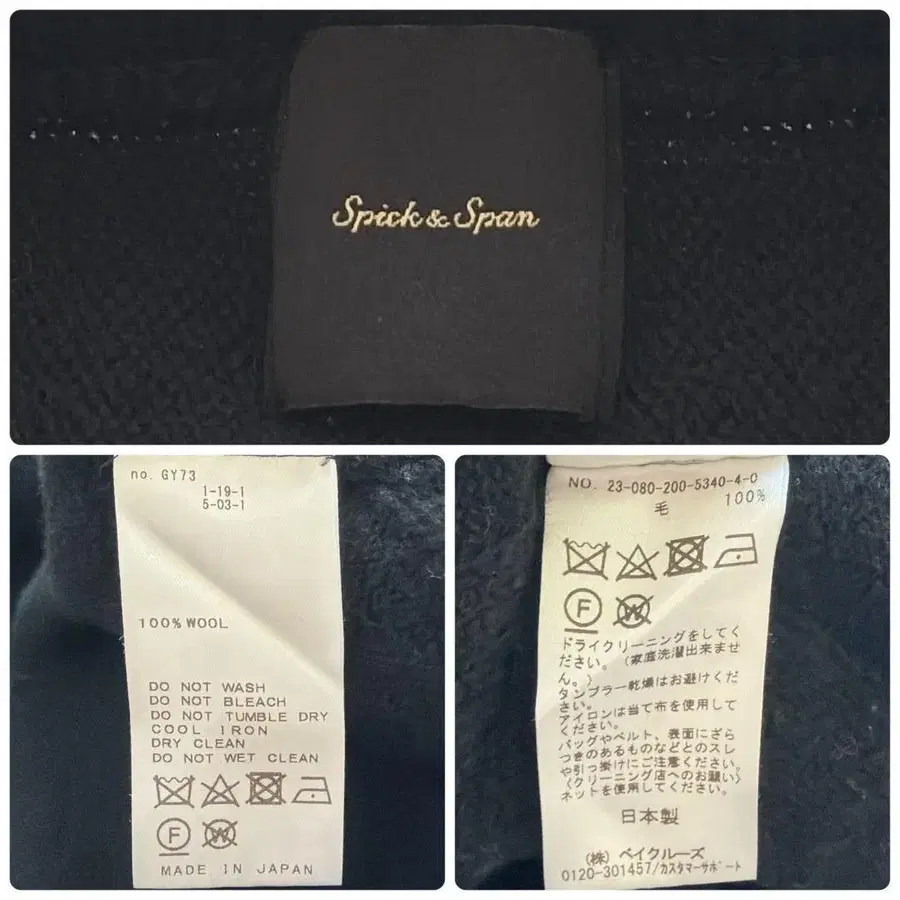 Spick & Span
no. GY73
1-19-1
5-03-1
100% WOOL
DO NOT WASH
DO NOT BLEACH
DO NOT TUMBLE DRY
COOL IRON
DRY CLEAN
DO NOT WET CLEAN
F W
MADE IN JAPAN
NO. 23-080-200-5340-4-0
毛 100%
F W
ドライクリーニングをしてく
ださい。(家庭洗濯出来ませ
ん。)
タンブラー乾燥はお避けくだ
さい。
アイロンは当て布を使用して
ください。
バッグやベルト、表面にざら
つきのあるものなどとのスレ
や引っ掛けにご注意ください。
(クリーニング店へのお願い)
ネットを使用してください。
日本製
(株) ベイクルーズ
0120-301457/カスタマーサポート